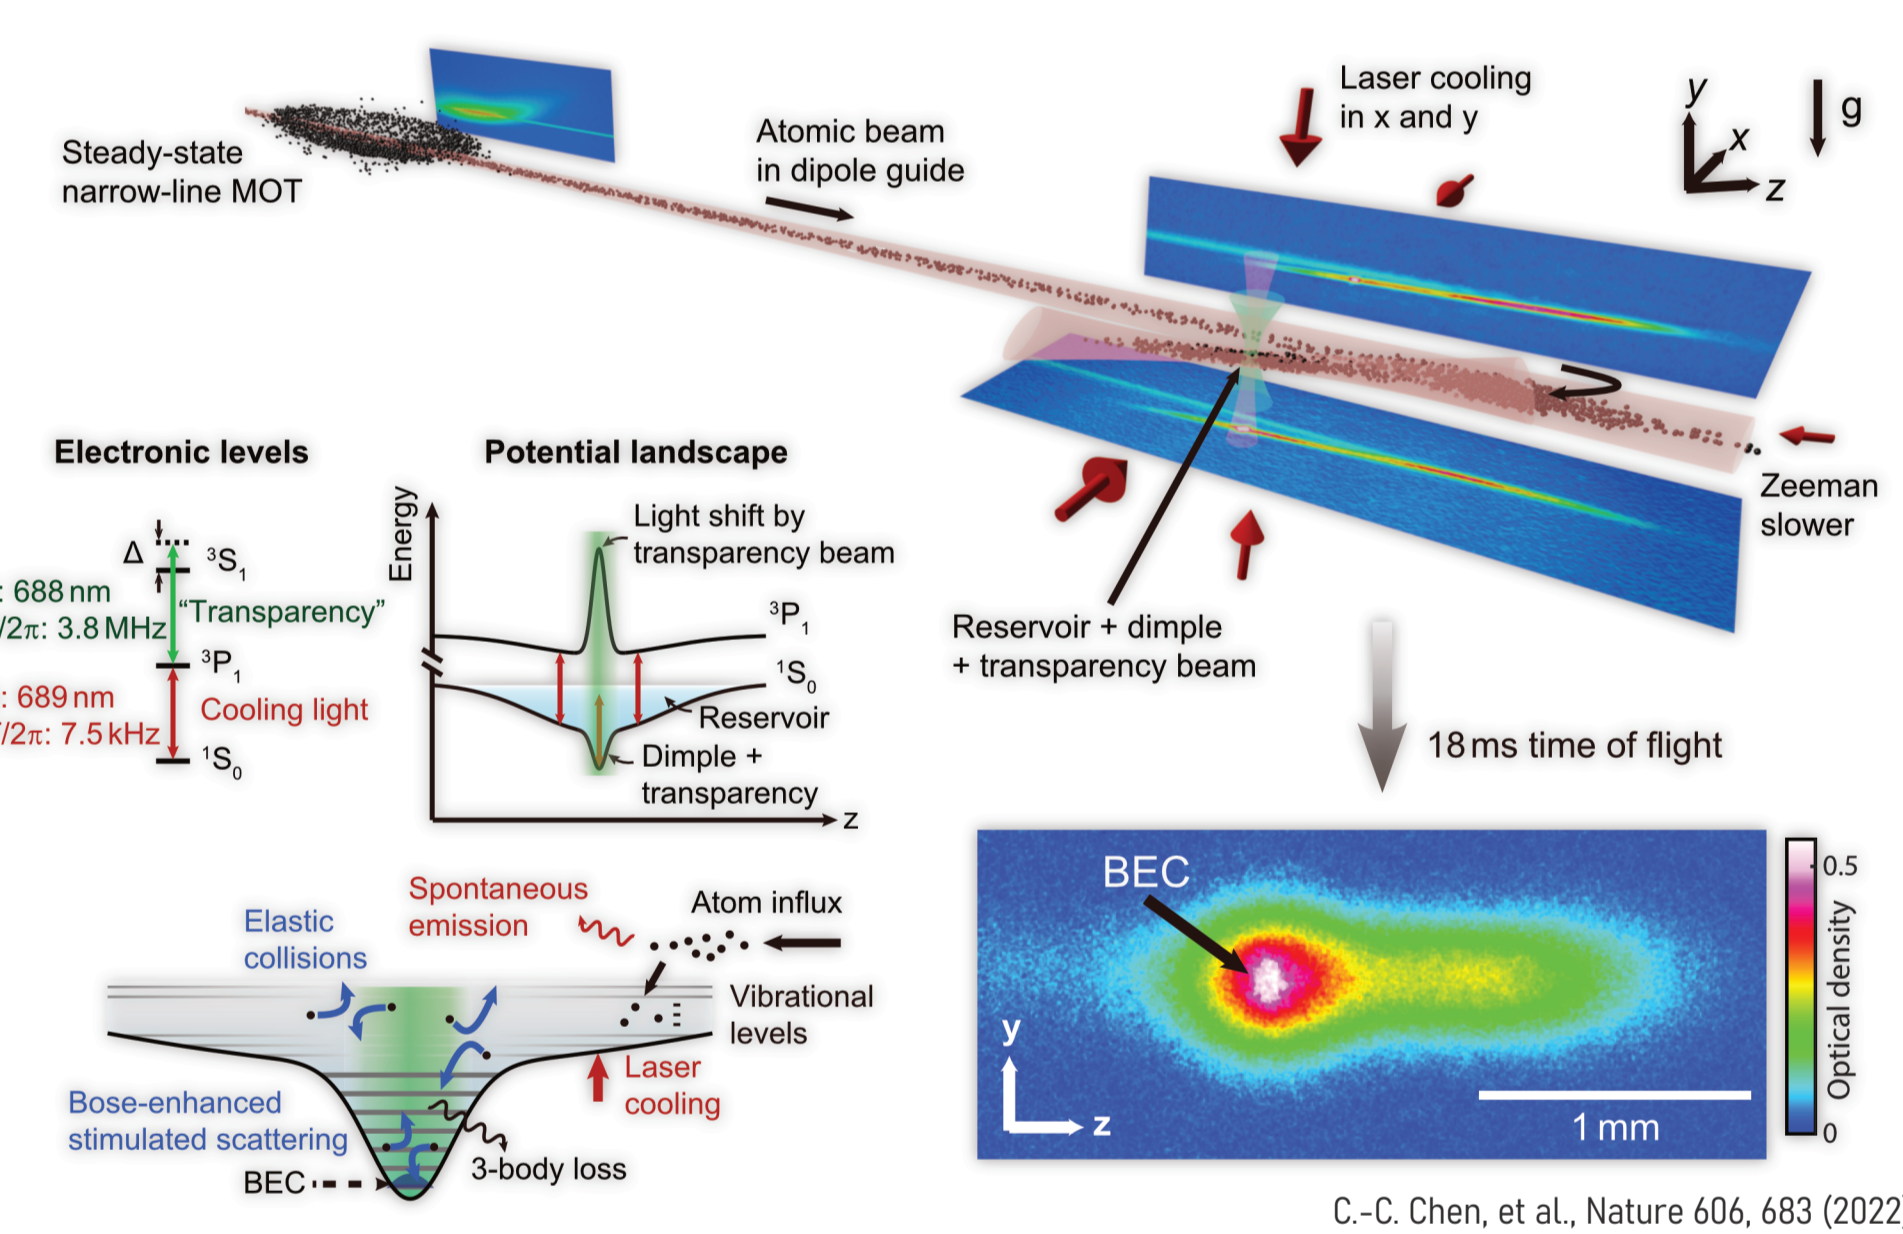 Steady-state
narrow-line MOT
Atomic beam
in dipole guide
Laser cooling
in x and y
y
x
z
g
Zeeman
slower
Reservoir + dimple
+ transparency beam
18 ms time of flight
Electronic levels
Δ
³S₁
: 688 nm
/2π: 3.8 MHz
"Transparency"
³P₁
: 689 nm
/2π: 7.5 kHz
Cooling light
¹S₀
Potential landscape
Energy
Light shift by
transparency beam
³P₁
¹S₀
Reservoir
Dimple +
transparency
z
Elastic
collisions
Spontaneous
emission
Atom influx
Vibrational
levels
Laser
cooling
Bose-enhanced
stimulated scattering
3-body loss
BEC
BEC
y
z
1 mm
0.5
Optical density
0
C.-C. Chen, et al., Nature 606, 683 (2022